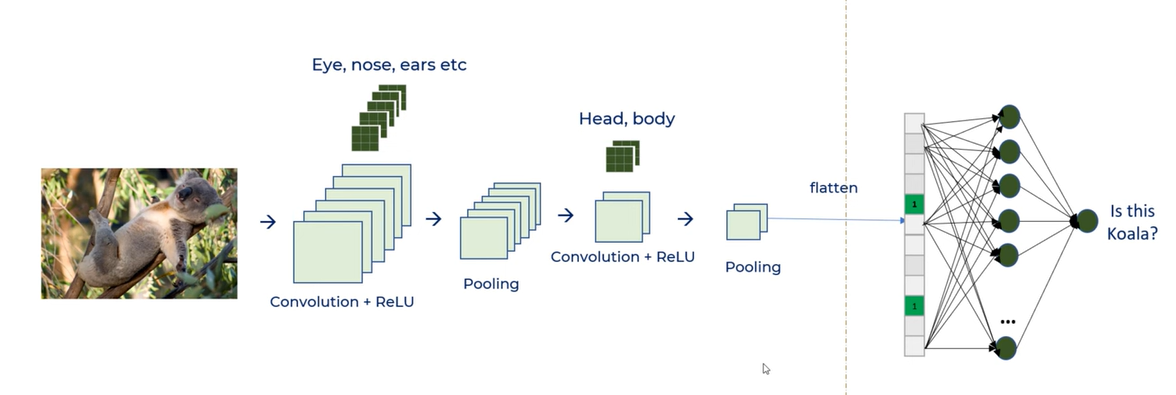 Eye, nose, ears etc
Head, body
flatten
1
Is this
Koala?
Convolution + ReLU
Pooling
Convolution + ReLU
Pooling
1
...